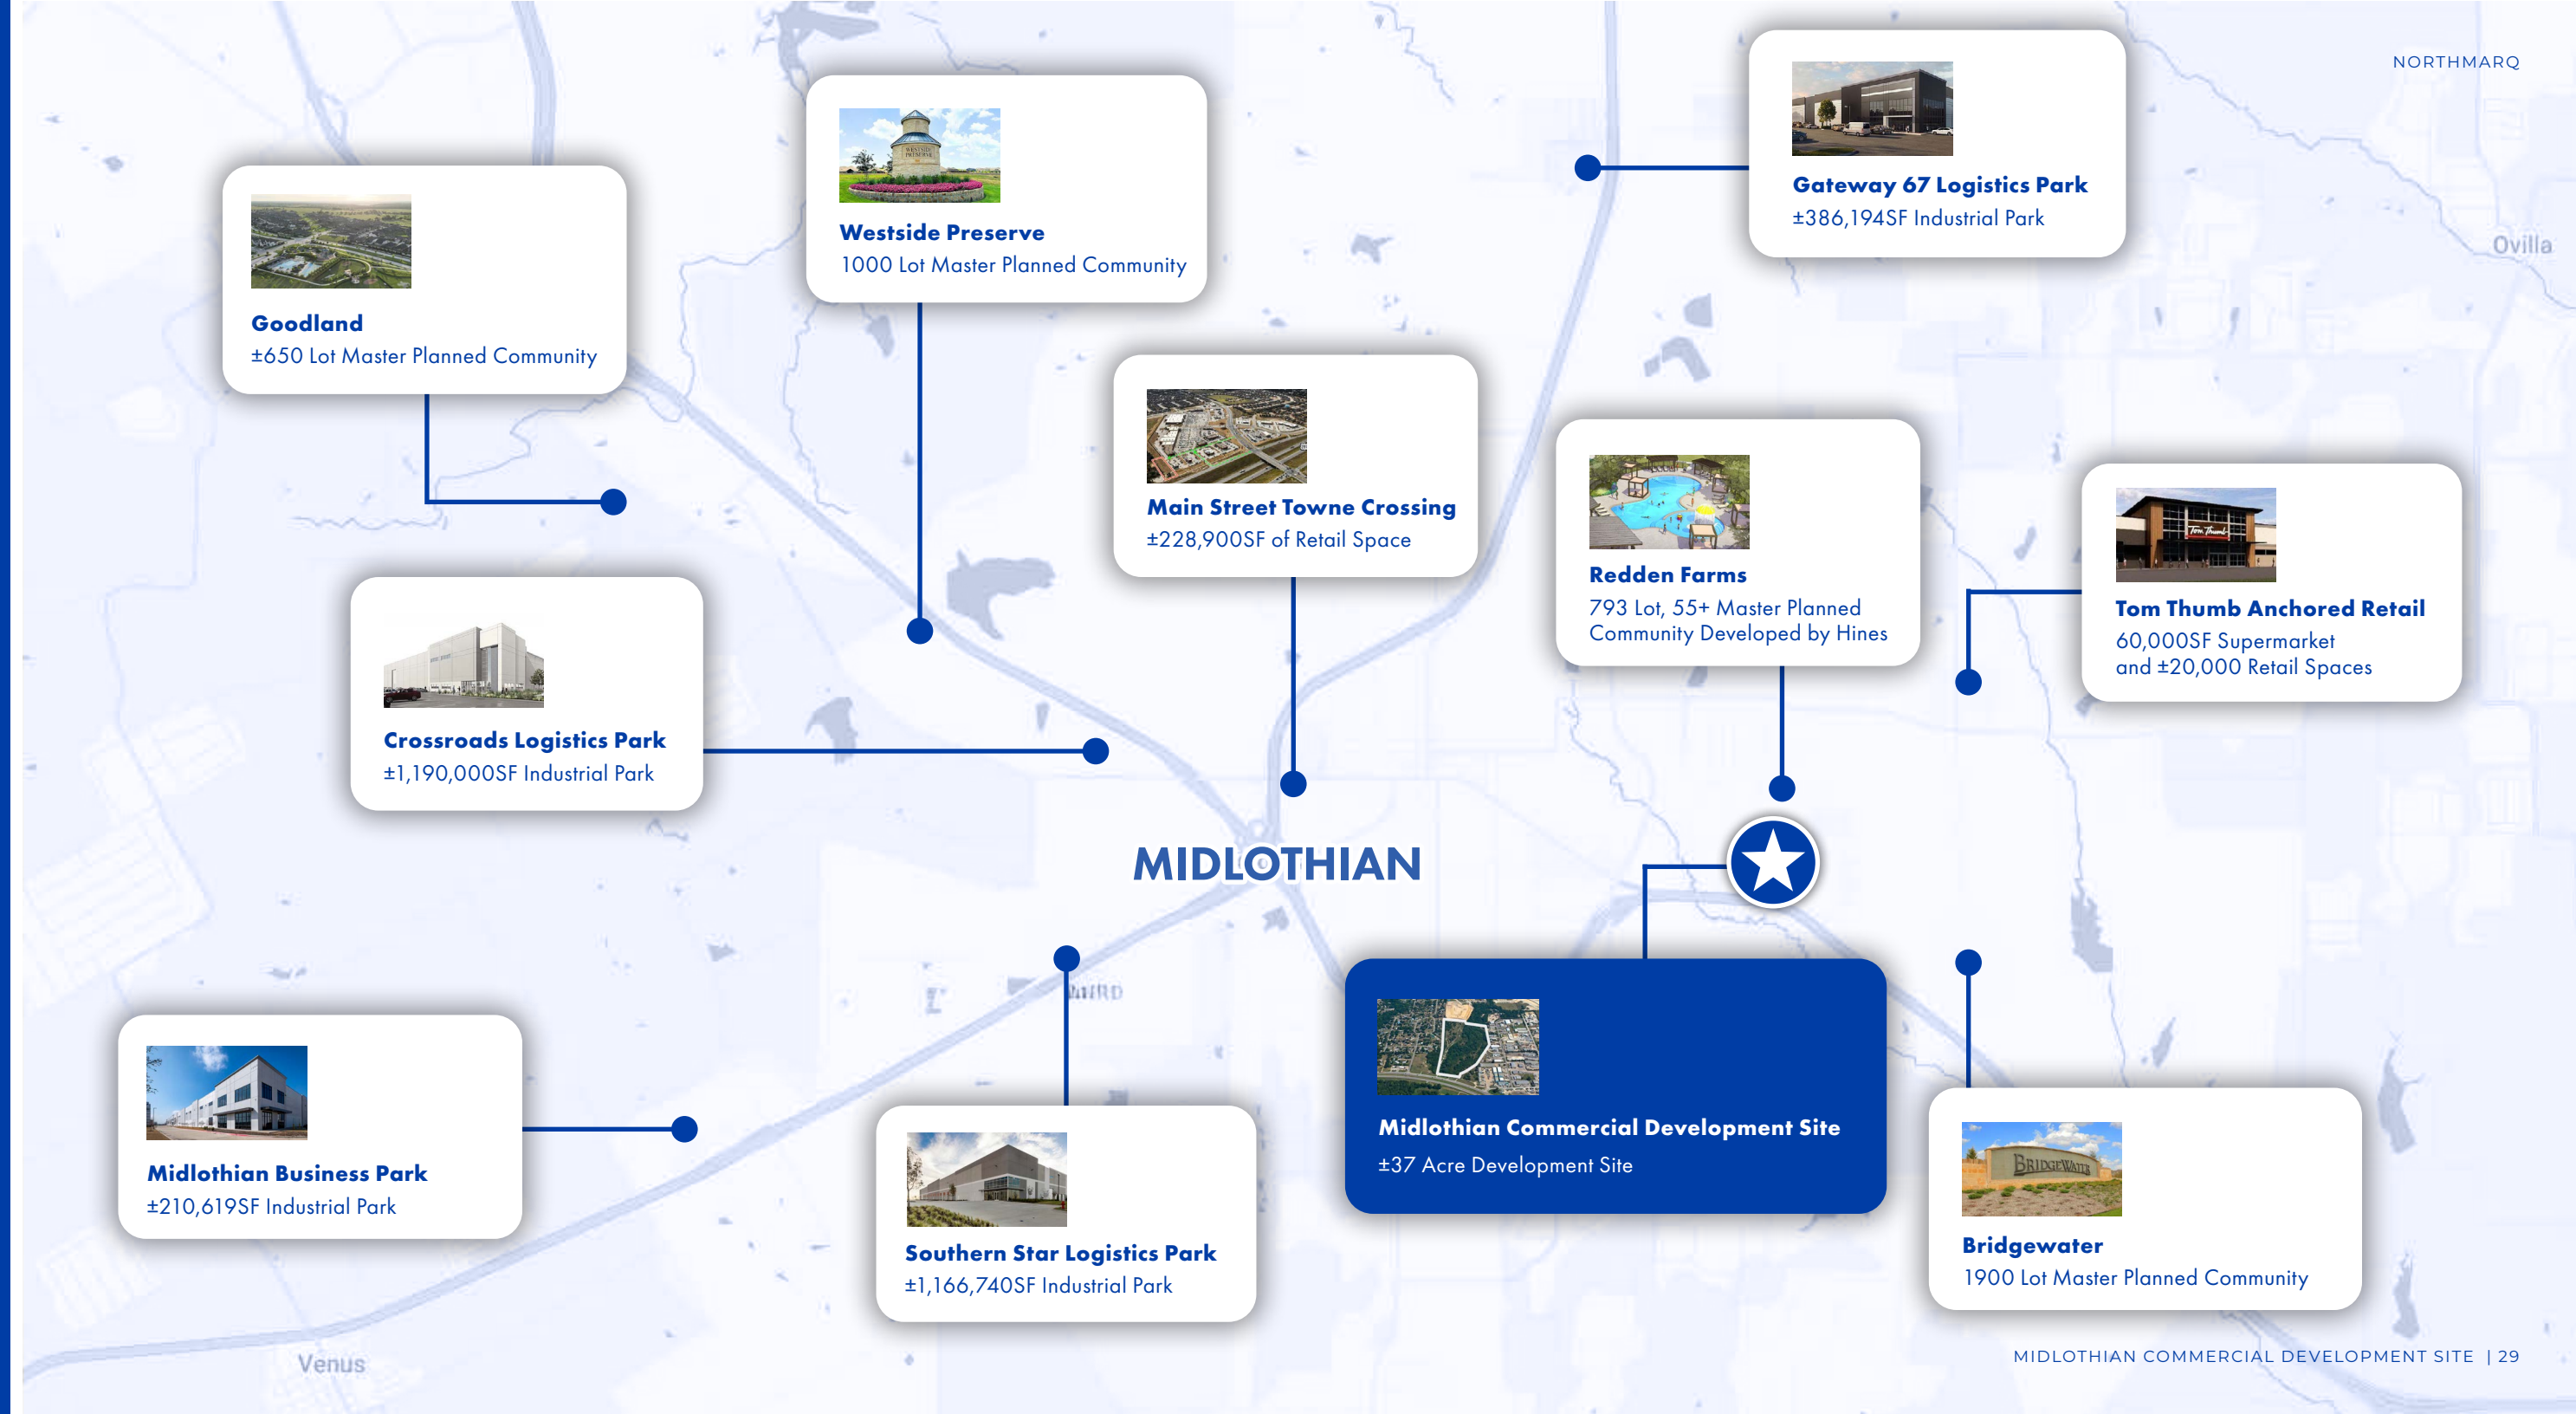 NORTHMARQ
Gateway 67 Logistics Park
±386,194SF Industrial Park
WESTSIDE
PRESERVE
Westside Preserve
1000 Lot Master Planned Community
Ovilla
Goodland
±650 Lot Master Planned Community
Main Street Towne Crossing
±228,900SF of Retail Space
Redden Farms
793 Lot, 55+ Master Planned
Community Developed by Hines
Tom Thumb
Tom Thumb Anchored Retail
60,000SF Supermarket
and ±20,000 Retail Spaces
Crossroads Logistics Park
±1,190,000SF Industrial Park
MIDLOTHIAN
Midlothian Commercial Development Site
±37 Acre Development Site
Midlothian Business Park
±210,619SF Industrial Park
Southern Star Logistics Park
±1,166,740SF Industrial Park
BRIDGEWATER
Bridgewater
1900 Lot Master Planned Community
Venus
MIDLOTHIAN COMMERCIAL DEVELOPMENT SITE | 29